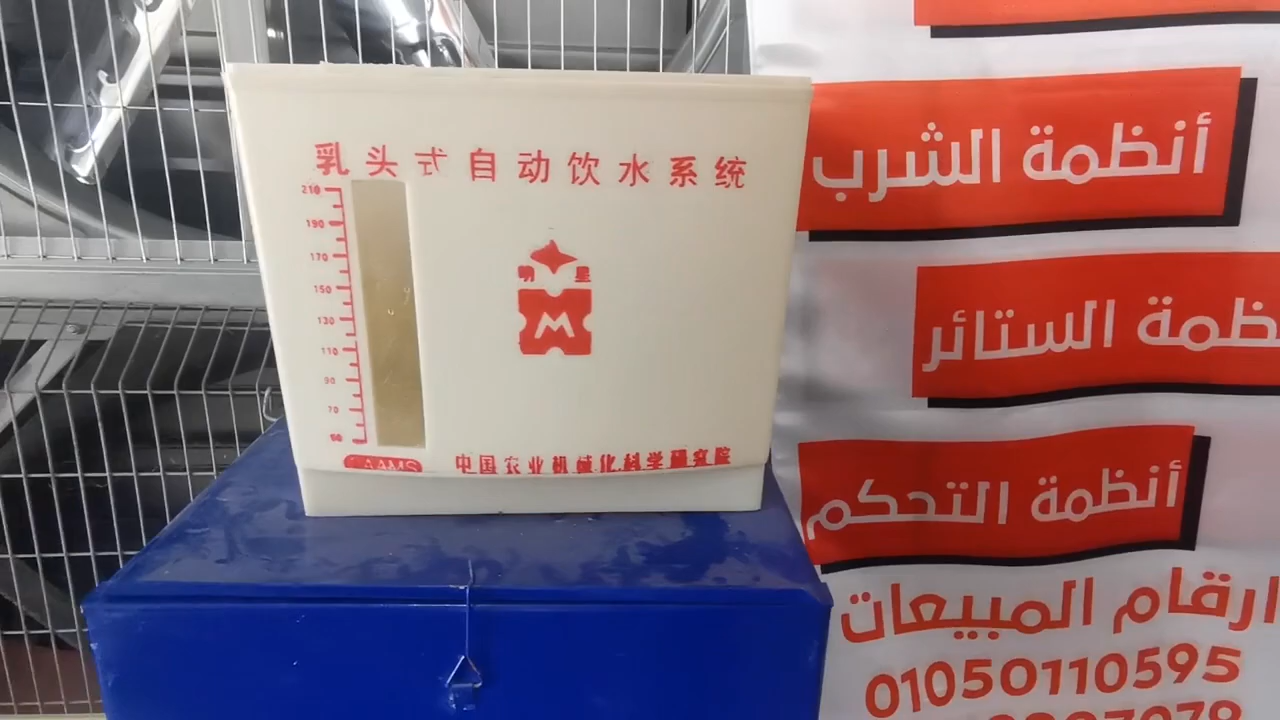 乳头式自动饮水系统
210
190
170
150
130
110
90
70
50
明星
M
CAAMS
中国农业机械化科学研究院
أنظمة الشرب
أنظمة التحكم
ارقام المبيعات
01050110595
الستائر